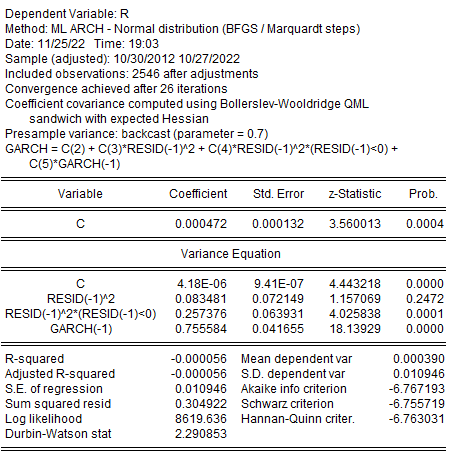 Dependent Variable: R
Method: ML ARCH - Normal distribution (BFGS / Marquardt steps)
Date: 11/25/22 Time: 19:03
Sample (adjusted): 10/30/2012 10/27/2022
Included observations: 2546 after adjustments
Convergence achieved after 26 iterations
Coefficient covariance computed using Bollerslev-Wooldridge QML
sandwich with expected Hessian
Presample variance: backcast (parameter = 0.7)
GARCH = C(2) + C(3)*RESID(-1)^2 + C(4)*RESID(-1)^2*(RESID(-1)<0) +
C(5)*GARCH(-1)
Variable Coefficient Std. Error z-Statistic Prob.
C 0.000472 0.000132 3.560013 0.0004
Variance Equation
C 4.18E-06 9.41E-07 4.443218 0.0000
RESID(-1)^2 0.083481 0.072149 1.157069 0.2472
RESID(-1)^2*(RESID(-1)<0) 0.257376 0.063931 4.025838 0.0001
GARCH(-1) 0.755584 0.041655 18.13929 0.0000
R-squared -0.000056 Mean dependent var 0.000390
Adjusted R-squared -0.000056 S.D. dependent var 0.010946
S.E. of regression 0.010946 Akaike info criterion -6.767193
Sum squared resid 0.304922 Schwarz criterion -6.755719
Log likelihood 8619.636 Hannan-Quinn criter. -6.763031
Durbin-Watson stat 2.290853